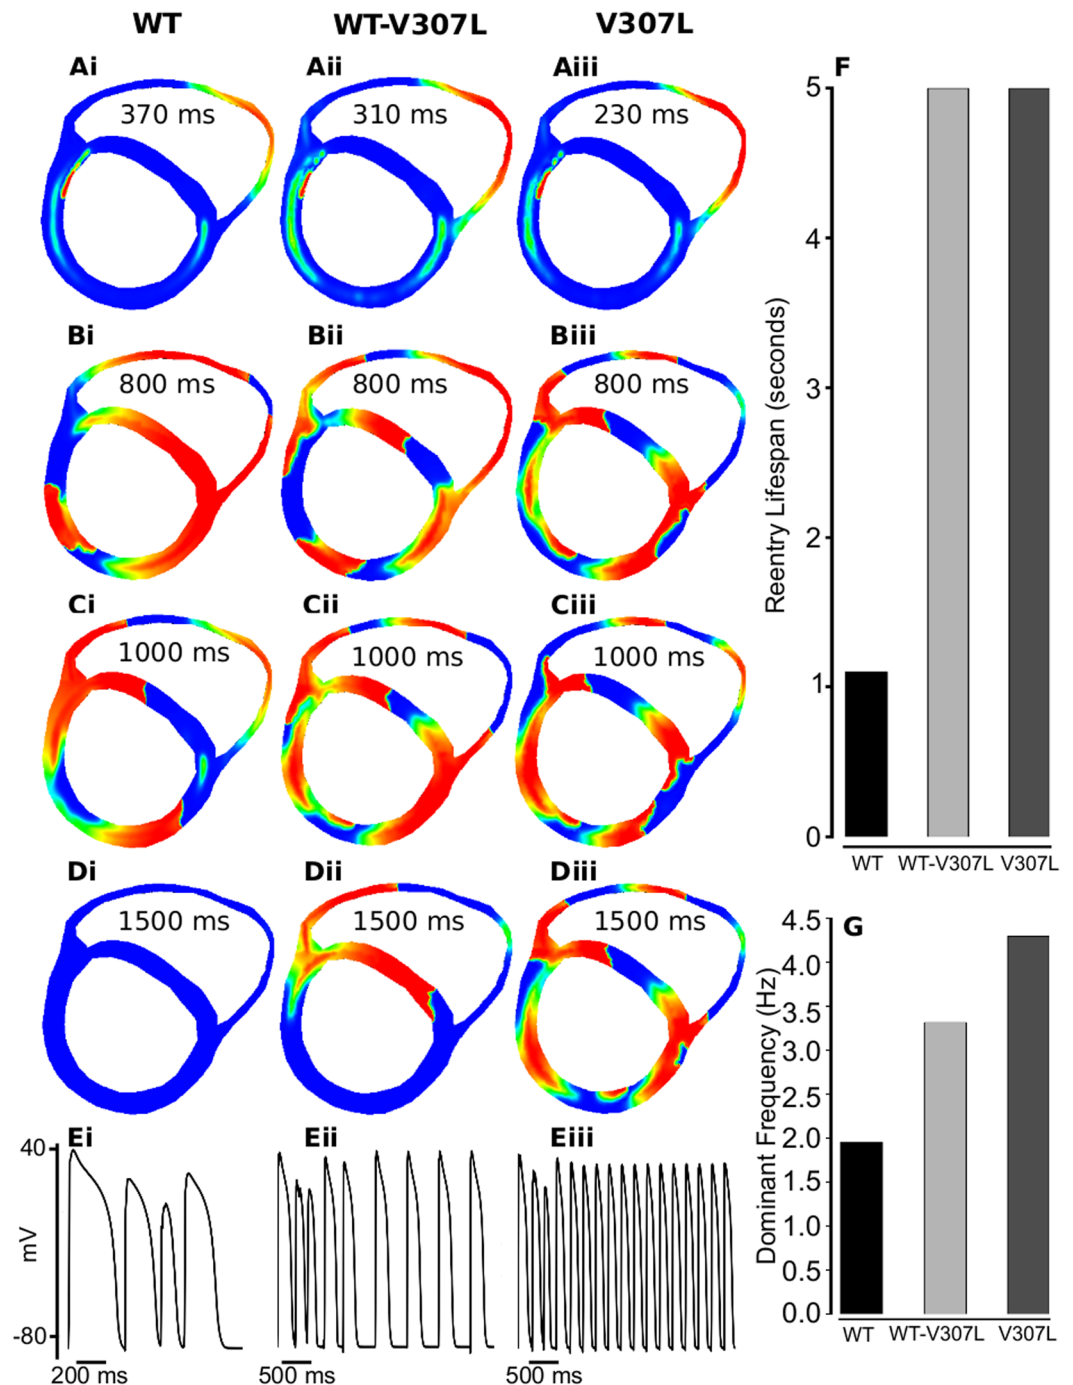 WT WT-V307L V307L
Ai Aii Aiii F
370 ms 310 ms 230 ms
Bi Bii Biii
800 ms 800 ms 800 ms
Ci Cii Ciii
1000 ms 1000 ms 1000 ms
Di Dii Diii
1500 ms 1500 ms 1500 ms
Ei Eii Eiii
40
mV
-80
200 ms 500 ms 500 ms
5
4
3
2
1
0
Reentry Lifespan (seconds)
WT WT-V307L V307L
G
4.5
4.0
3.5
3.0
2.5
2.0
1.5
1.0
0.5
0.0
Dominant Frequency (Hz)
WT WT-V307L V307L